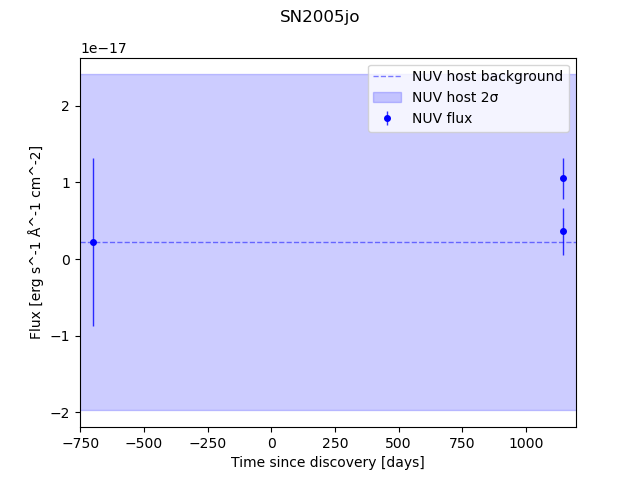 SN2005jo
1e−17
NUV host background
NUV host 2σ
NUV flux
2
1
0
−1
−2
Flux [erg s^-1 Å^-1 cm^-2]
−750 −500 −250 0 250 500 750 1000
Time since discovery [days]